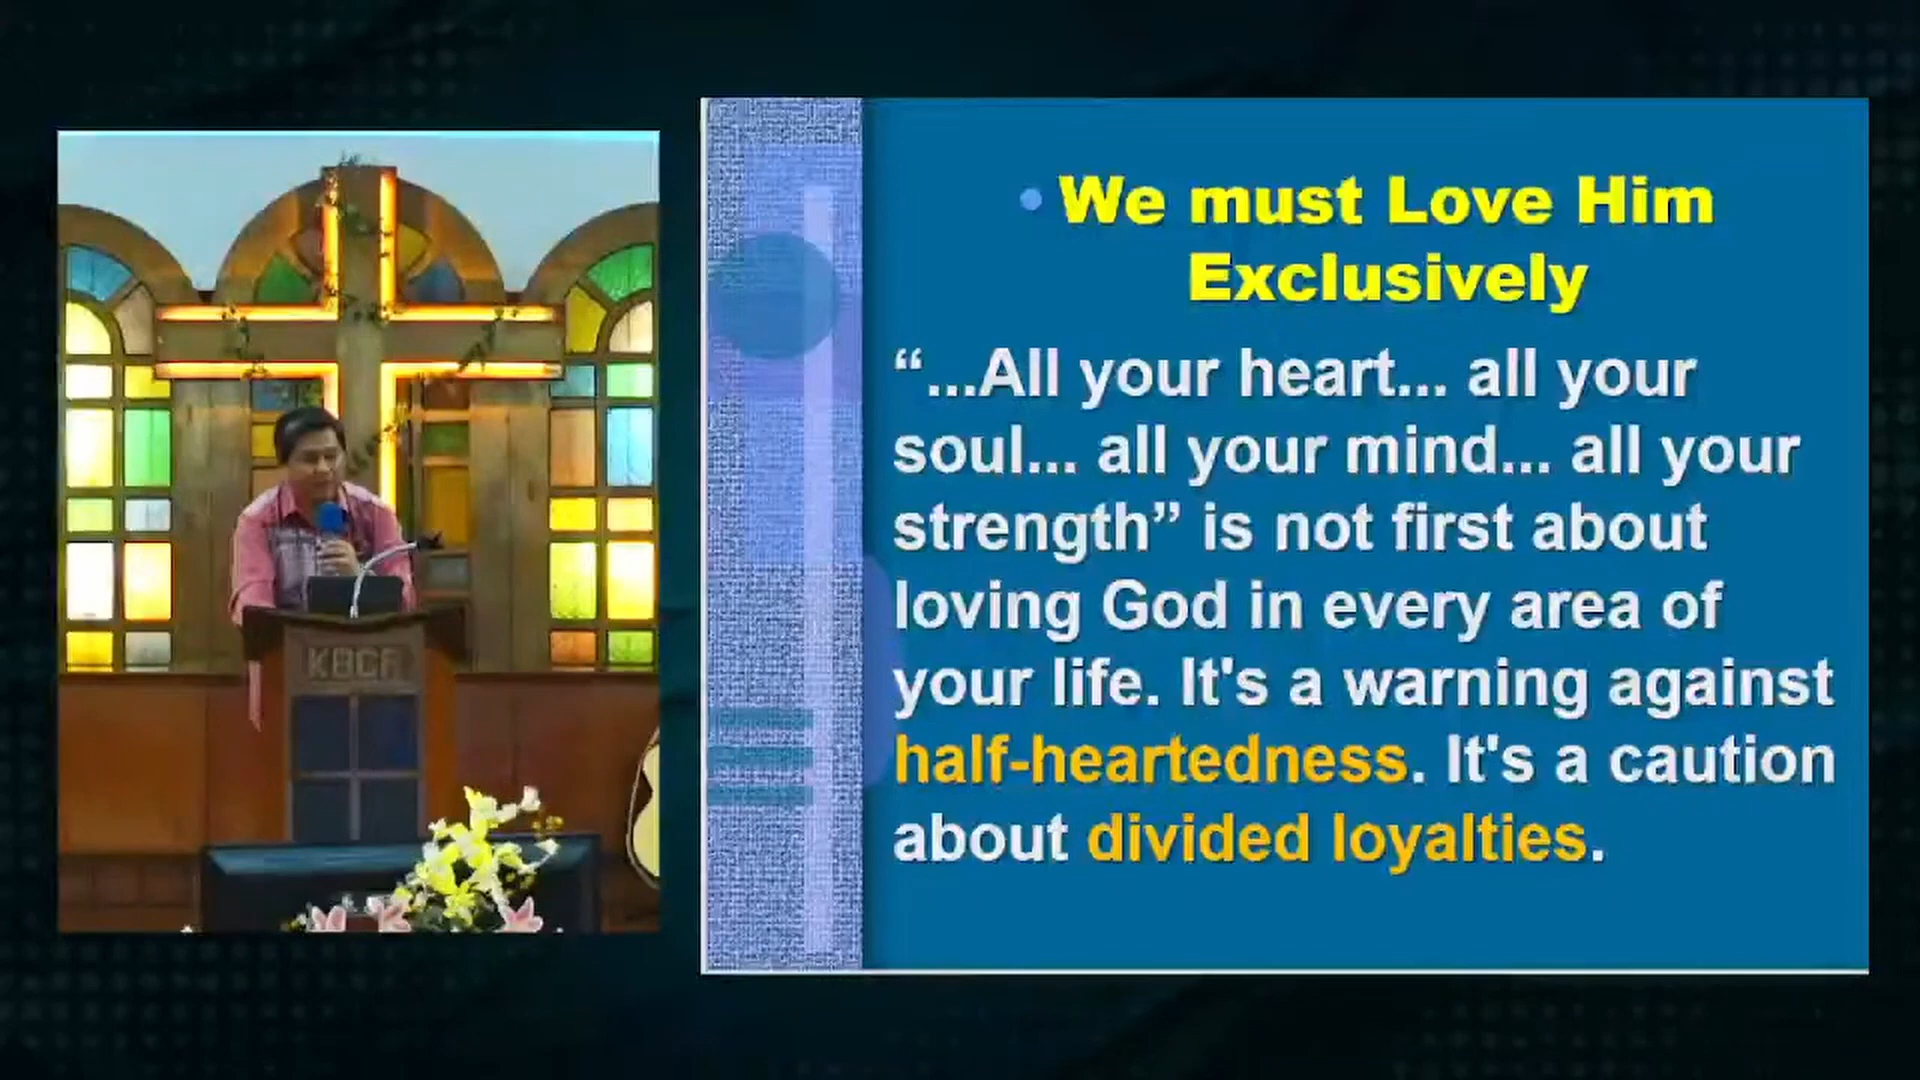 KBCF
• We must Love Him
Exclusively
“...All your heart... all your
soul... all your mind... all your
strength” is not first about
loving God in every area of
your life. It's a warning against
half-heartedness. It's a caution
about divided loyalties.